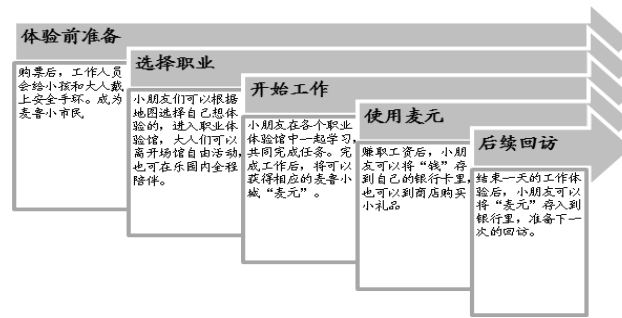 体验前准备
购票后，工作人员
会给小孩和大人戴
上安全手环。成为
麦鲁小市民
选择职业
小朋友们可以根据
地图选择自己想体
验的，进入职业体
验馆，大人们可以
离开场馆自由活动，
也可在乐园内全程
陪伴。
开始工作
小朋友在各个职业
体验馆中一起学习，
共同完成任务。完
成工作后，将可以
获得相应的麦鲁小
城“麦元”。
使用麦元
赚职工资后，小朋
友可以将“钱”存
到自己的银行卡里，
也可以到商店购买
小礼品
后续回访
结束一天的工作体
验后，小朋友可以
将“麦元”存入到
银行里，准备下一
次的回访。